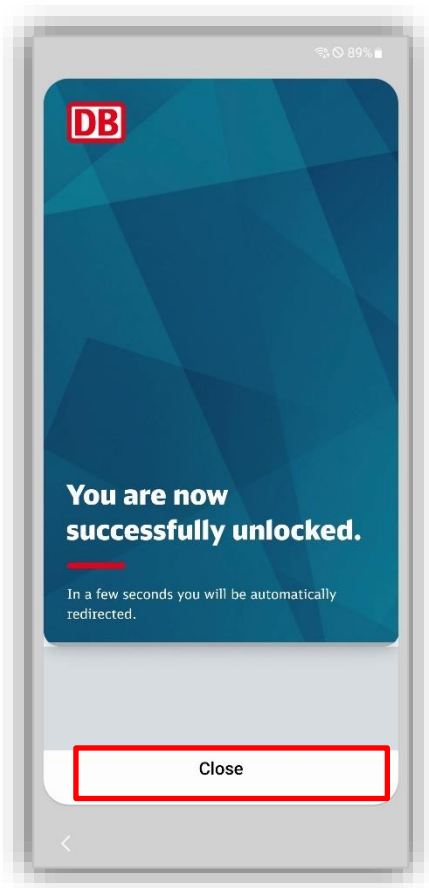 89%
DB
You are now
successfully unlocked.
In a few seconds you will be automatically
redirected.
Close